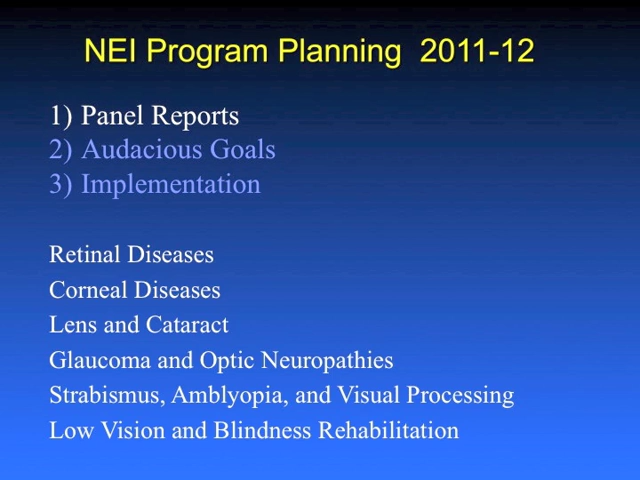 NEI Program Planning 2011-12
1) Panel Reports
2) Audacious Goals
3) Implementation
Retinal Diseases
Corneal Diseases
Lens and Cataract
Glaucoma and Optic Neuropathies
Strabismus, Amblyopia, and Visual Processing
Low Vision and Blindness Rehabilitation